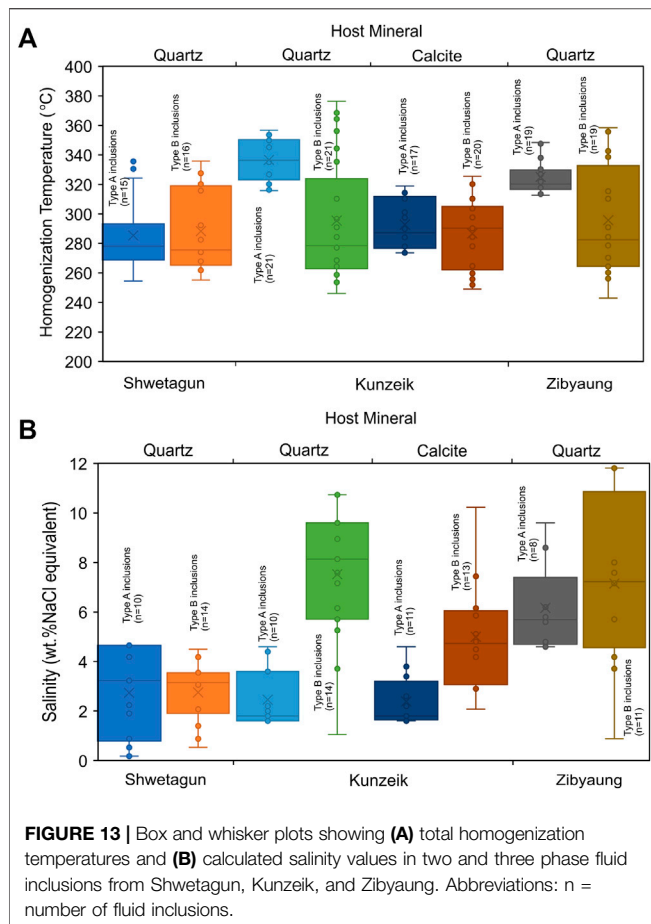 A
Host Mineral
Quartz Quartz Calcite Quartz
Homogenization Temperature (°C)
400
380
360
340
320
300
280
260
240
220
200
Type A inclusions
(n=15)
Type B inclusions
(n=16)
Type A inclusions
(n=21)
Type B inclusions
(n=21)
Type A inclusions
(n=17)
Type B inclusions
(n=20)
Type A inclusions
(n=19)
Type B inclusions
(n=19)
Shwetagun Kunzeik Zibyaung
B
Host Mineral
Quartz Quartz Calcite Quartz
Salinity (wt.%NaCl equivalent)
12
10
8
6
4
2
0
Type A inclusions
(n=10)
Type B inclusions
(n=14)
Type A inclusions
(n=10)
Type B inclusions
(n=14)
Type A inclusions
(n=11)
Type B inclusions
(n=13)
Type A inclusions
(n=8)
Type B inclusions
(n=11)
Shwetagun Kunzeik Zibyaung
FIGURE 13 | Box and whisker plots showing (A) total homogenization
temperatures and (B) calculated salinity values in two and three phase fluid
inclusions from Shwetagun, Kunzeik, and Zibyaung. Abbreviations: n =
number of fluid inclusions.